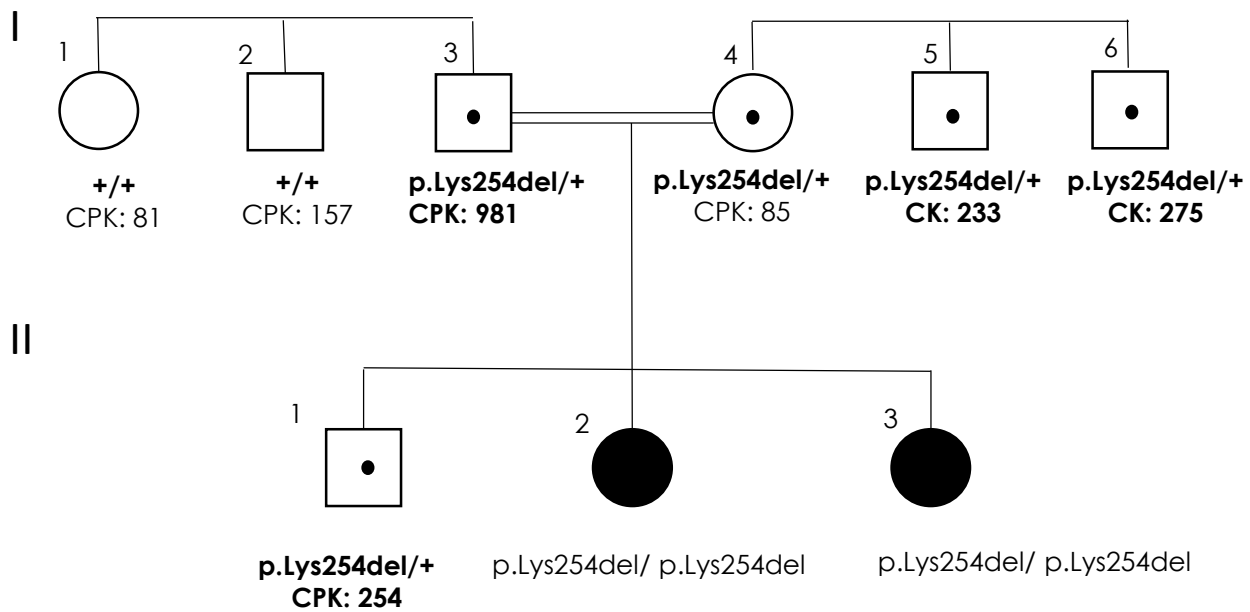 I
1
2
3
4
5
6
+/+
CPK: 81
+/+
CPK: 157
p.Lys254del/+
CPK: 981
p.Lys254del/+
CPK: 85
p.Lys254del/+
CK: 233
p.Lys254del/+
CK: 275
II
1
2
3
p.Lys254del/+
CPK: 254
p.Lys254del/ p.Lys254del
p.Lys254del/ p.Lys254del